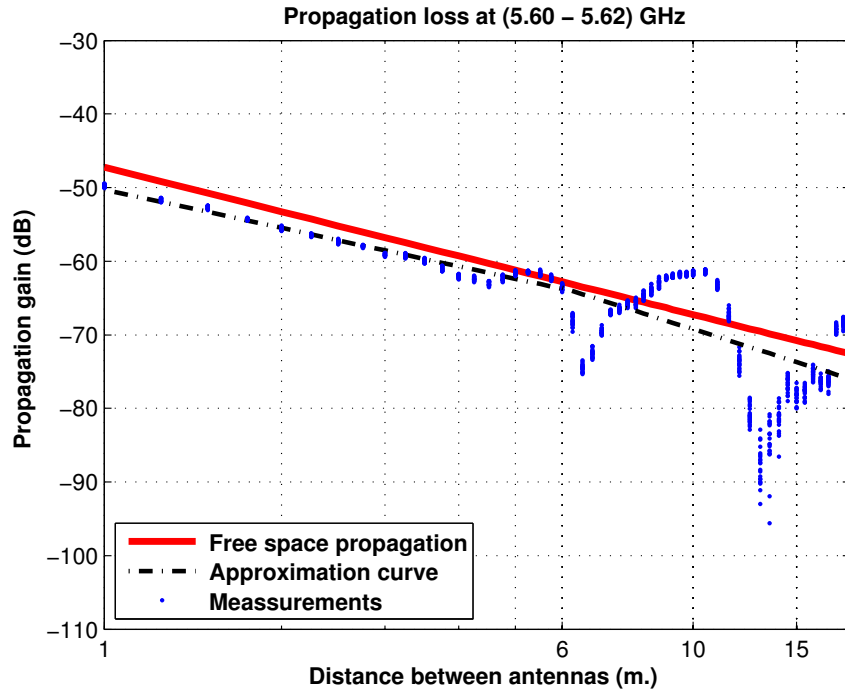 Propagation loss at (5.60 − 5.62) GHz
−30
−40
−50
−60
−70
−80
−90
−100
−110
Propagation gain (dB)
Free space propagation
Approximation curve
Meassurements
1
6
10
15
Distance between antennas (m.)